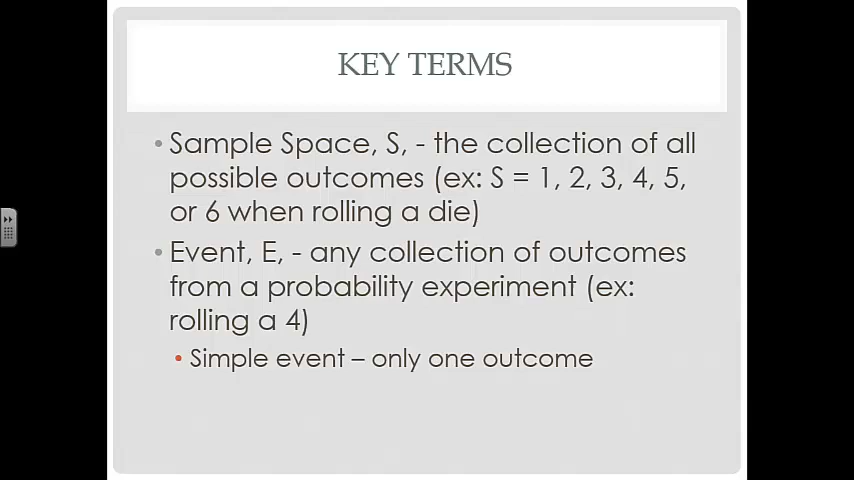 KEY TERMS
• Sample Space, S, - the collection of all
possible outcomes (ex: S = 1, 2, 3, 4, 5,
or 6 when rolling a die)
• Event, E, - any collection of outcomes
from a probability experiment (ex:
rolling a 4)
• Simple event – only one outcome